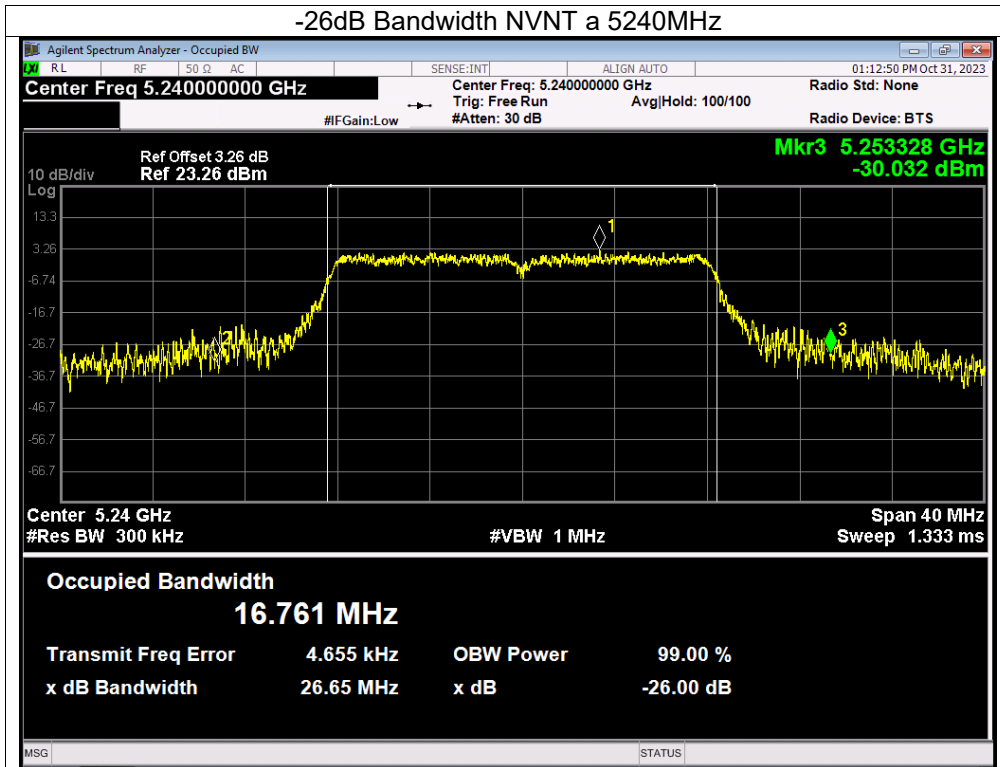 -26dB Bandwidth NVNT a 5240MHz
Agilent Spectrum Analyzer - Occupied BW
LXI RL RF 50 Ω AC SENSE:INT ALIGN AUTO 01:12:50 PM Oct 31, 2023
Center Freq 5.240000000 GHz Center Freq: 5.240000000 GHz Radio Std: None
Trig: Free Run Avg|Hold: 100/100
#IFGain:Low #Atten: 30 dB Radio Device: BTS
Mkr3 5.253328 GHz
-30.032 dBm
Ref Offset 3.26 dB
10 dB/div Ref 23.26 dBm
Log
13.3
1
3.26
-6.74
-16.7
2
3
-26.7
-36.7
-46.7
-56.7
-66.7
Center 5.24 GHz Span 40 MHz
#Res BW 300 kHz #VBW 1 MHz Sweep 1.333 ms
Occupied Bandwidth
16.761 MHz
Transmit Freq Error 4.655 kHz OBW Power 99.00 %
x dB Bandwidth 26.65 MHz x dB -26.00 dB
MSG STATUS